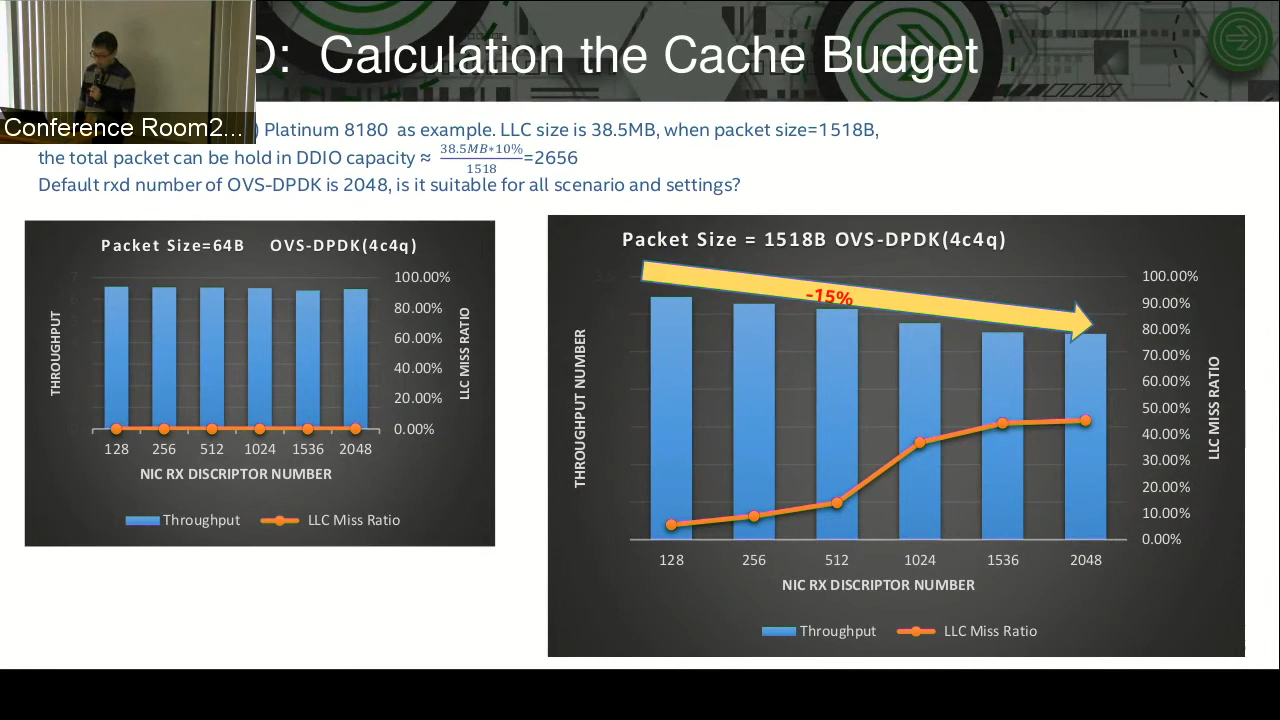 D: Calculation the Cache Budget
Conference Room2...
) Platinum 8180 as example. LLC size is 38.5MB, when packet size=1518B,
the total packet can be hold in DDIO capacity ≈ 38.5MB*10%/1518=2656
Default rxd number of OVS-DPDK is 2048, is it suitable for all scenario and settings?
Packet Size=64B OVS-DPDK(4c4q)
100.00%
80.00%
60.00%
40.00%
20.00%
0.00%
THROUGHPUT
LLC MISS RATIO
128 256 512 1024 1536 2048
NIC RX DISCRIPTOR NUMBER
Throughput LLC Miss Ratio
Packet Size = 1518B OVS-DPDK(4c4q)
-15%
100.00%
90.00%
80.00%
70.00%
60.00%
50.00%
40.00%
30.00%
20.00%
10.00%
0.00%
THROUGHPUT NUMBER
LLC MISS RATIO
128 256 512 1024 1536 2048
NIC RX DISCRIPTOR NUMBER
Throughput LLC Miss Ratio